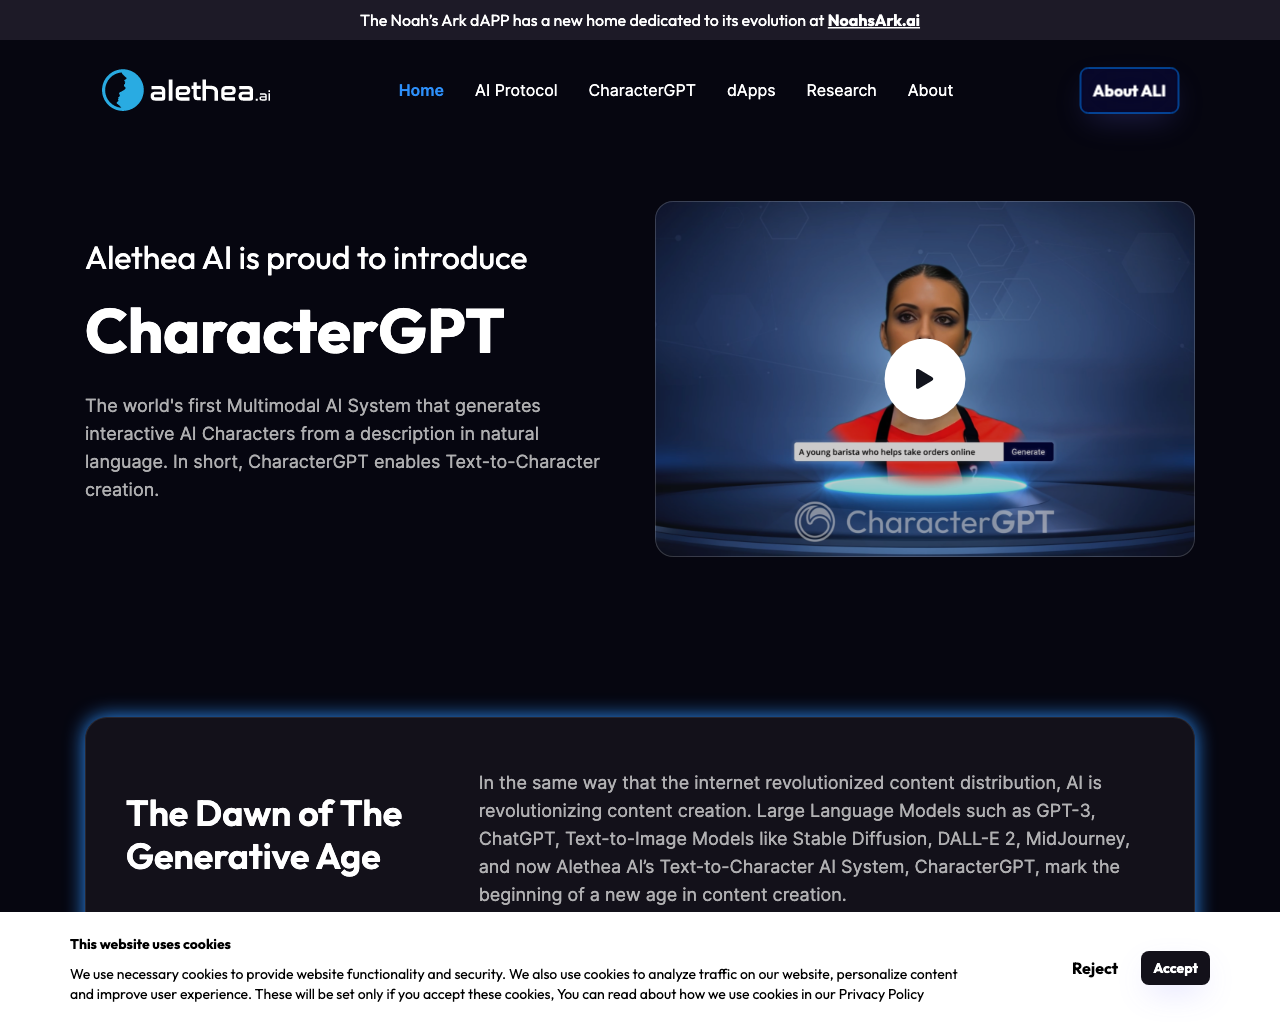 The Noah's Ark dAPP has a new home dedicated to its evolution at NoahsArk.ai
alethea.ai
Home
AI Protocol
CharacterGPT
dApps
Research
About
About ALI
Alethea AI is proud to introduce
CharacterGPT
The world's first Multimodal AI System that generates
interactive AI Characters from a description in natural
language. In short, CharacterGPT enables Text-to-Character
creation.
A young barista who helps take orders online
Generate
CharacterGPT
The Dawn of The
Generative Age
In the same way that the internet revolutionized content distribution, AI is
revolutionizing content creation. Large Language Models such as GPT-3,
ChatGPT, Text-to-Image Models like Stable Diffusion, DALL-E 2, MidJourney,
and now Alethea AI's Text-to-Character AI System, CharacterGPT, mark the
beginning of a new age in content creation.
This website uses cookies
We use necessary cookies to provide website functionality and security. We also use cookies to analyze traffic on our website, personalize content
and improve user experience. These will be set only if you accept these cookies, You can read about how we use cookies in our Privacy Policy
Reject
Accept